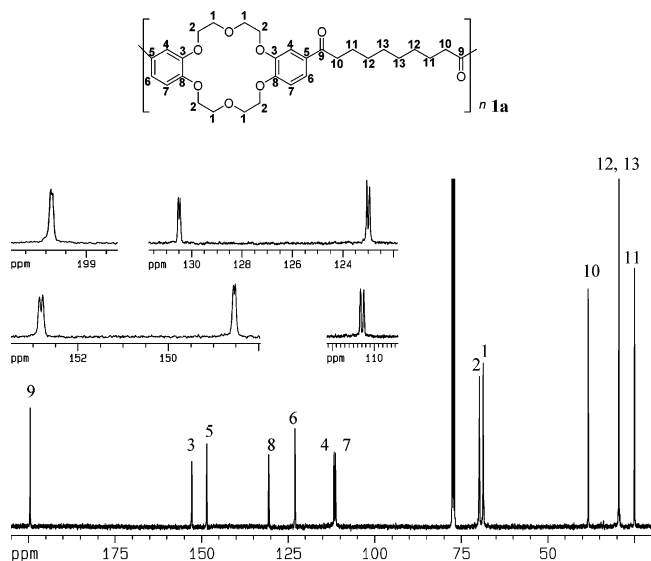 1 1
2 O 2 O
4 O O 4 11 13 12 10
5 3 3 5 9 10 12 13 11 9
6 8 8 6 O
7 O O 7
2 O 2 n 1a
1 1
12, 13
ppm 199 ppm 130 128 126 124
11
10
ppm 152 150 ppm 110
2 1
9
3 5 8 6 4 7
ppm 175 150 125 100 75 50